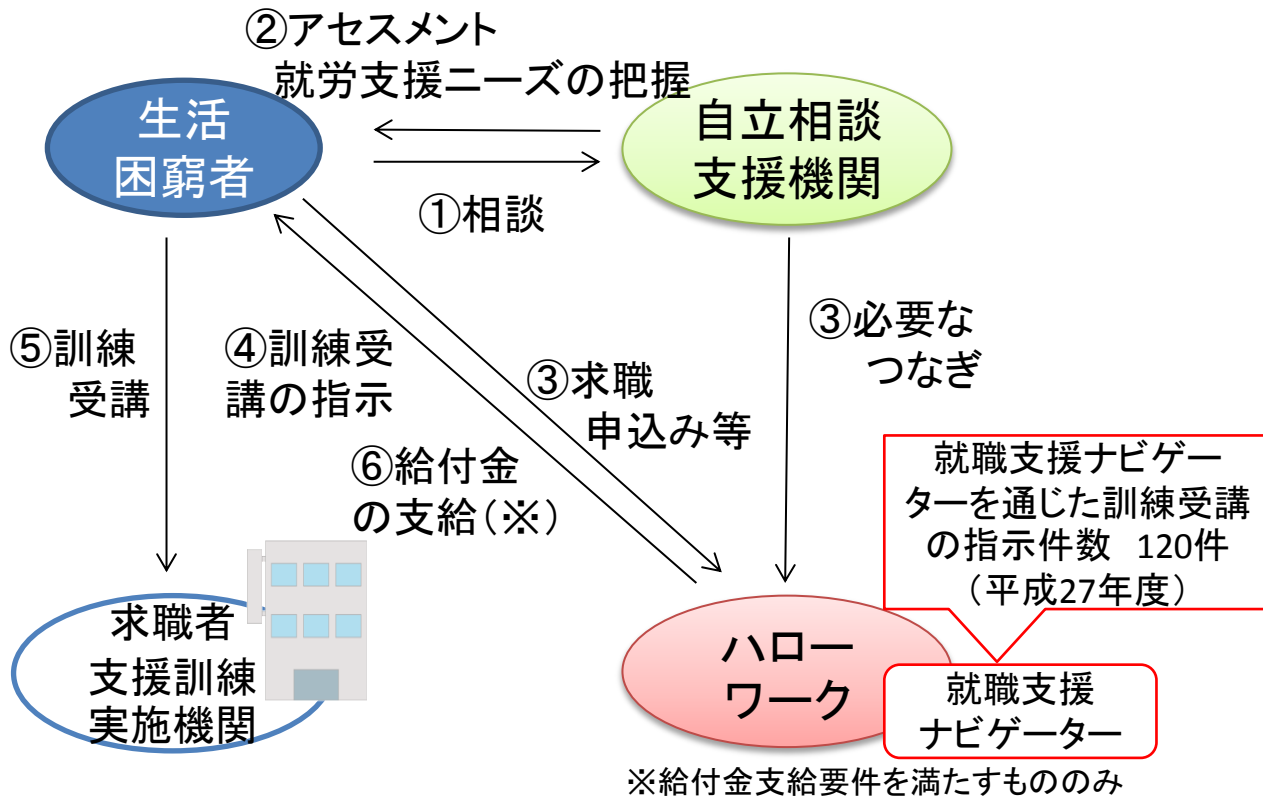 ②アセスメント
就労支援ニーズの把握
生活
困窮者
自立相談
支援機関
①相談
⑤訓練
受講
④訓練受
講の指示
③求職
申込み等
③必要な
つなぎ
⑥給付金
の支給(※)
就職支援ナビゲー
ターを通じた訓練受講
の指示件数　120件
(平成27年度)
求職者
支援訓練
実施機関
ハロー
ワーク
就職支援
ナビゲーター
※給付金支給要件を満たすもののみ